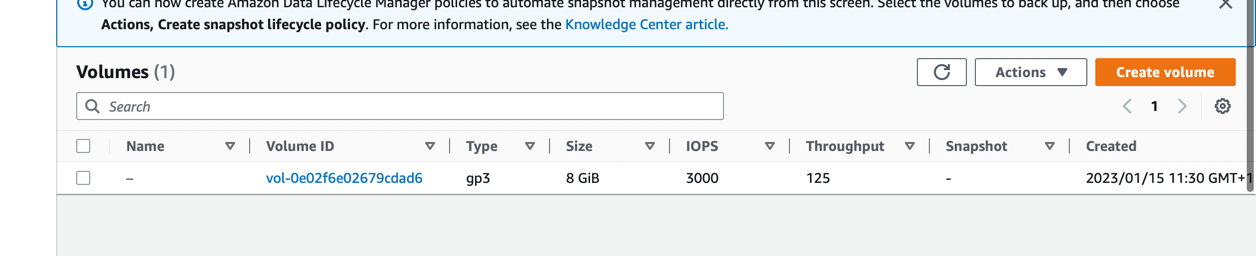 You can now create Amazon Data Lifecycle Manager policies to automate snapshot management directly from this screen. Select the volumes to back up, and then choose
Actions, Create snapshot lifecycle policy. For more information, see the Knowledge Center article.
Volumes (1)
Actions
Create volume
Search
1
Name Volume ID Type Size IOPS Throughput Snapshot Created
– vol-0e02f6e02679cdad6 gp3 8 GiB 3000 125 - 2023/01/15 11:30 GMT+1